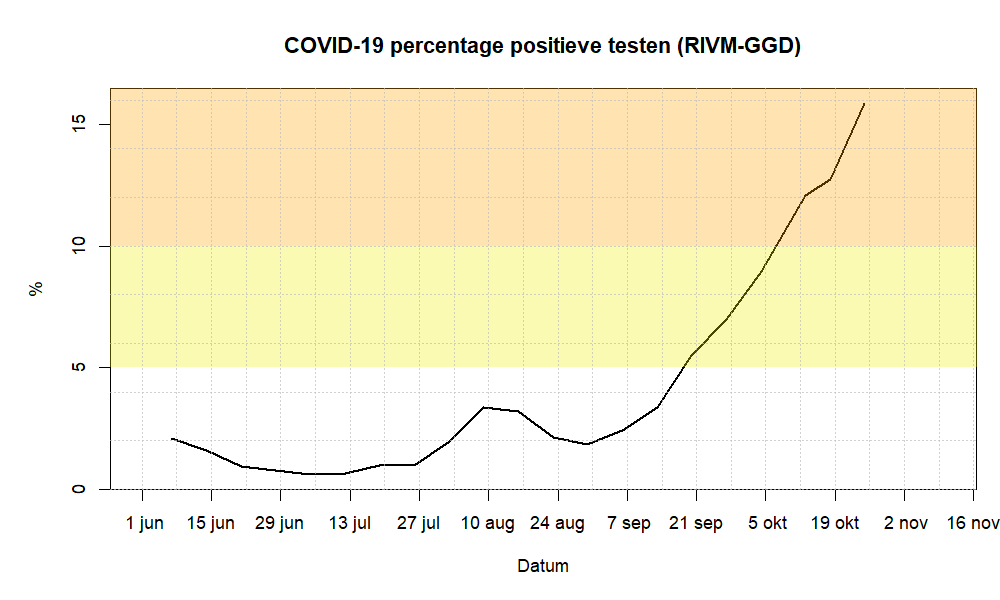 COVID-19 percentage positieve testen (RIVM-GGD)
15
10
5
0
%
1 jun 15 jun 29 jun 13 jul 27 jul 10 aug 24 aug 7 sep 21 sep 5 okt 19 okt 2 nov 16 nov
Datum